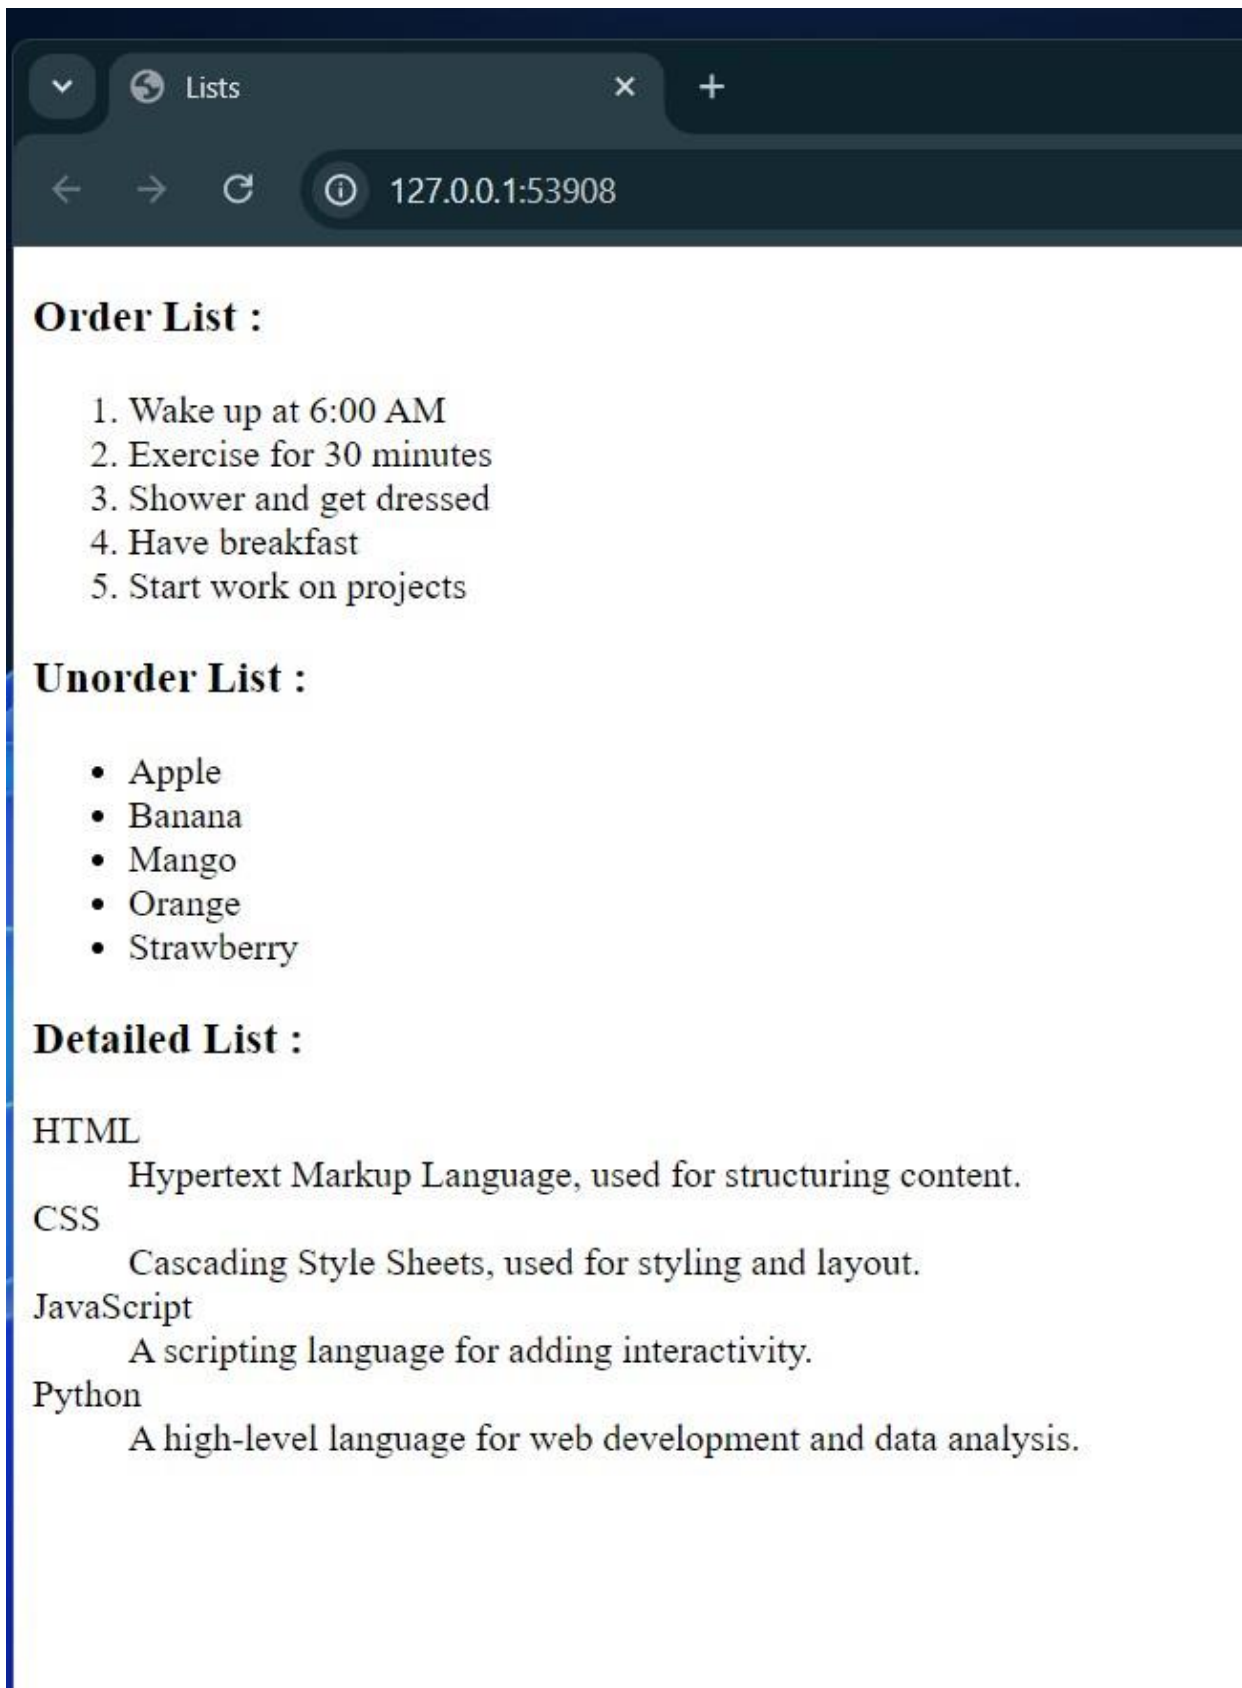 Lists
127.0.0.1:53908
Order List :
1. Wake up at 6:00 AM
2. Exercise for 30 minutes
3. Shower and get dressed
4. Have breakfast
5. Start work on projects
Unorder List :
• Apple
• Banana
• Mango
• Orange
• Strawberry
Detailed List :
HTML
Hypertext Markup Language, used for structuring content.
CSS
Cascading Style Sheets, used for styling and layout.
JavaScript
A scripting language for adding interactivity.
Python
A high-level language for web development and data analysis.